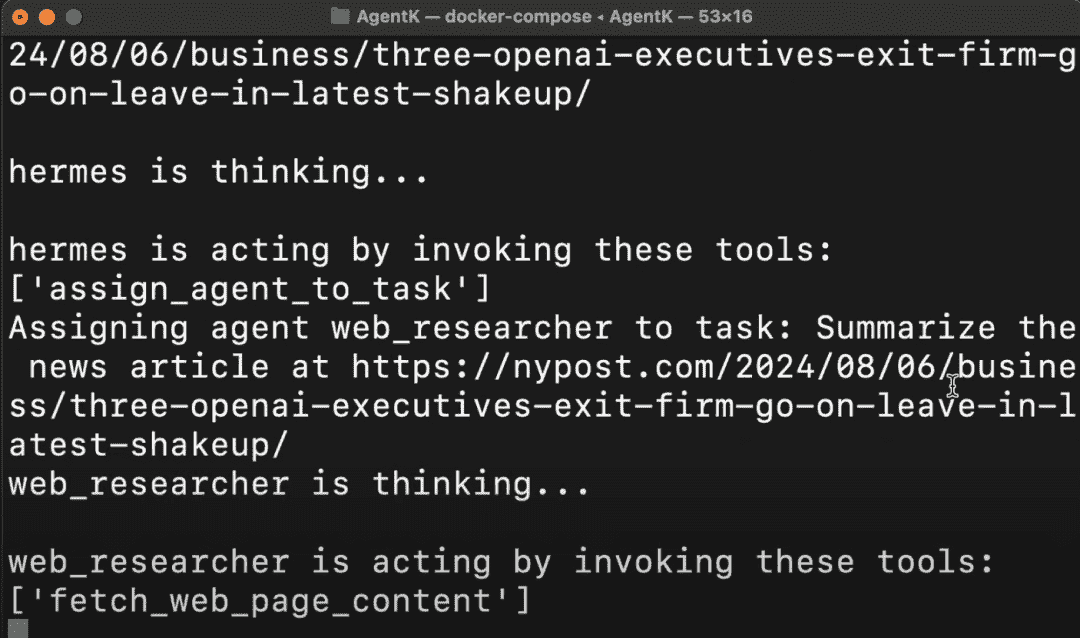 AgentK — docker-compose ◂ AgentK — 53×16
24/08/06/business/three-openai-executives-exit-firm-g
o-on-leave-in-latest-shakeup/
hermes is thinking...
hermes is acting by invoking these tools:
['assign_agent_to_task']
Assigning agent web_researcher to task: Summarize the
 news article at https://nypost.com/2024/08/06/busine
ss/three-openai-executives-exit-firm-go-on-leave-in-l
atest-shakeup/
web_researcher is thinking...
web_researcher is acting by invoking these tools:
['fetch_web_page_content']